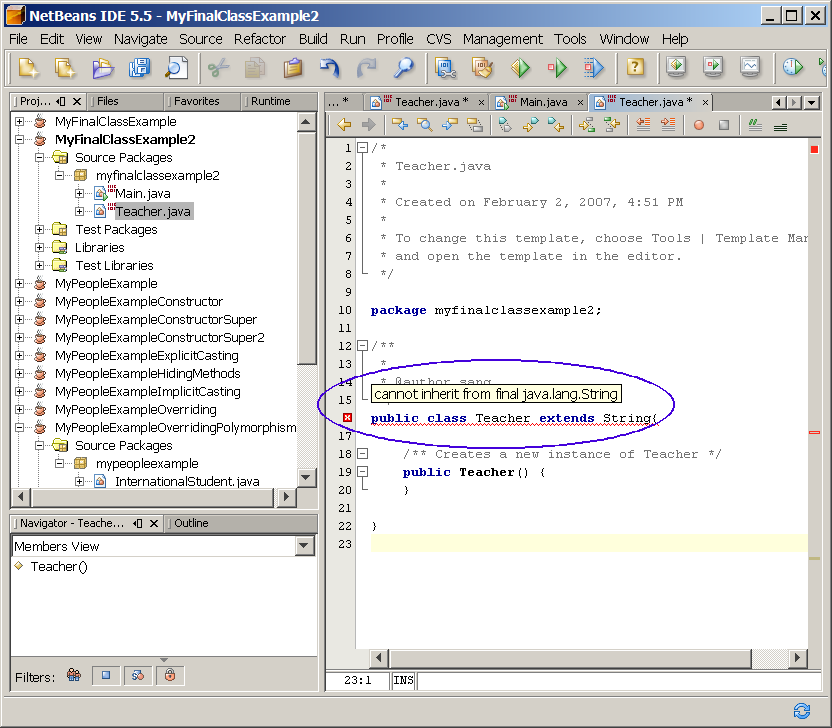 NetBeans IDE 5.5 - MyFinalClassExample2
File Edit View Navigate Source Refactor Build Run Profile CVS Management Tools Window Help
Proj... Files Favorites Runtime
MyFinalClassExample
MyFinalClassExample2
Source Packages
myfinalclassexample2
Main.java
Teacher.java
Test Packages
Libraries
Test Libraries
MyPeopleExample
MyPeopleExampleConstructor
MyPeopleExampleConstructorSuper
MyPeopleExampleConstructorSuper2
MyPeopleExampleExplicitCasting
MyPeopleExampleHidingMethods
MyPeopleExampleImplicitCasting
MyPeopleExampleOverriding
MyPeopleExampleOverridingPolymorphism
Source Packages
mypeopleexample
InternationalStudent.java
Navigator - Teache... Outline
Members View
Teacher()
Filters:
...* Teacher.java * Main.java Teacher.java *
1 /*
2 * Teacher.java
3 *
4 * Created on February 2, 2007, 4:51 PM
5 *
6 * To change this template, choose Tools | Template Mar
7 * and open the template in the editor.
8 */
9
10 package myfinalclassexample2;
11
12 /**
13 *
14 * @author sang
15 cannot inherit from final java.lang.String
public class Teacher extends String{
17
18 /** Creates a new instance of Teacher */
19 public Teacher() {
20 }
21
22 }
23
23:1 INS